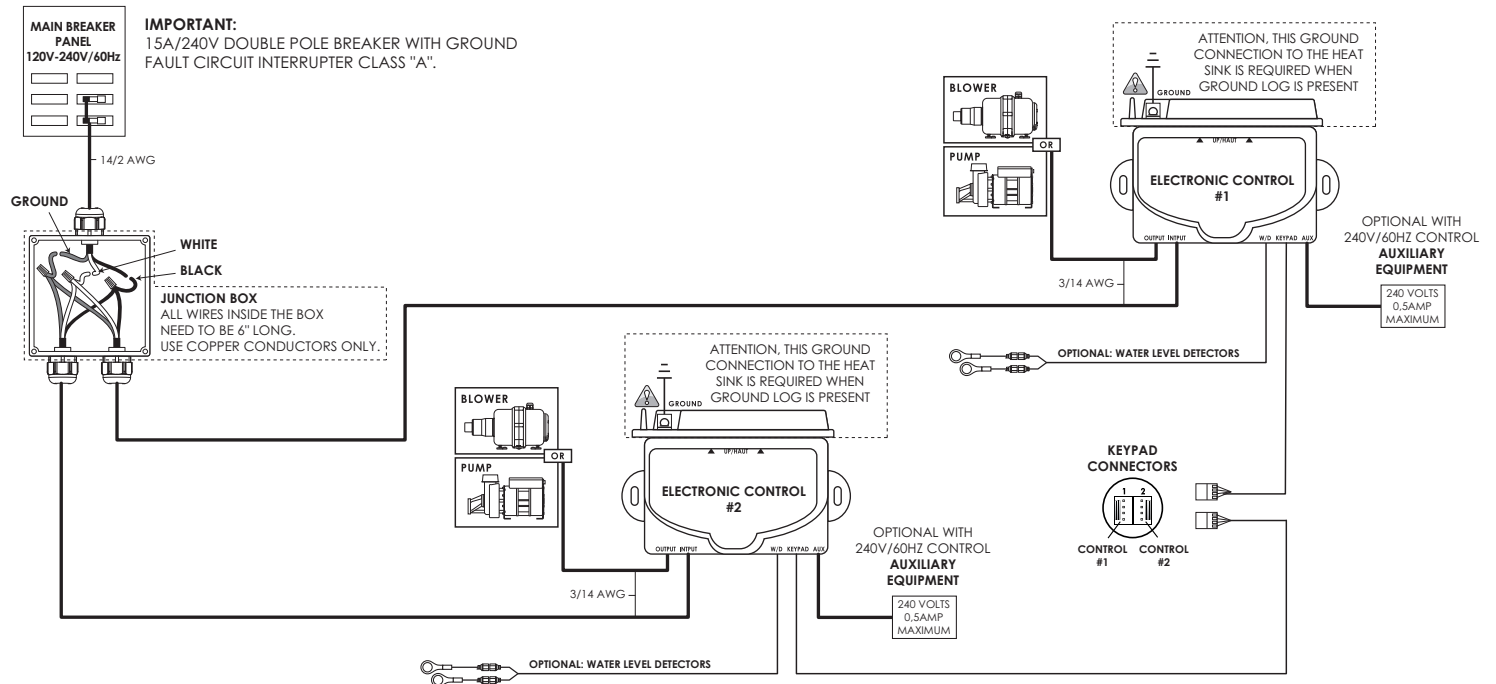 MAIN BREAKER
PANEL
120V-240V/60Hz
IMPORTANT:
15A/240V DOUBLE POLE BREAKER WITH GROUND
FAULT CIRCUIT INTERRUPTER CLASS "A".
14/2 AWG
GROUND
WHITE
BLACK
JUNCTION BOX
ALL WIRES INSIDE THE BOX
NEED TO BE 6" LONG.
USE COPPER CONDUCTORS ONLY.
BLOWER
OR
PUMP
ATTENTION, THIS GROUND
CONNECTION TO THE HEAT
SINK IS REQUIRED WHEN
GROUND LOG IS PRESENT
GROUND
UP/HAUT
ELECTRONIC CONTROL
#1
OUTPUT INTPUT
W/D KEYPAD AUX
3/14 AWG
OPTIONAL WITH
240V/60HZ CONTROL
AUXILIARY
EQUIPMENT
240 VOLTS
0,5AMP
MAXIMUM
OPTIONAL: WATER LEVEL DETECTORS
BLOWER
OR
PUMP
ATTENTION, THIS GROUND
CONNECTION TO THE HEAT
SINK IS REQUIRED WHEN
GROUND LOG IS PRESENT
GROUND
UP/HAUT
ELECTRONIC CONTROL
#2
OUTPUT INTPUT
W/D KEYPAD AUX
3/14 AWG
OPTIONAL WITH
240V/60HZ CONTROL
AUXILIARY
EQUIPMENT
240 VOLTS
0,5AMP
MAXIMUM
OPTIONAL: WATER LEVEL DETECTORS
KEYPAD
CONNECTORS
1 2
CONTROL
#1
CONTROL
#2